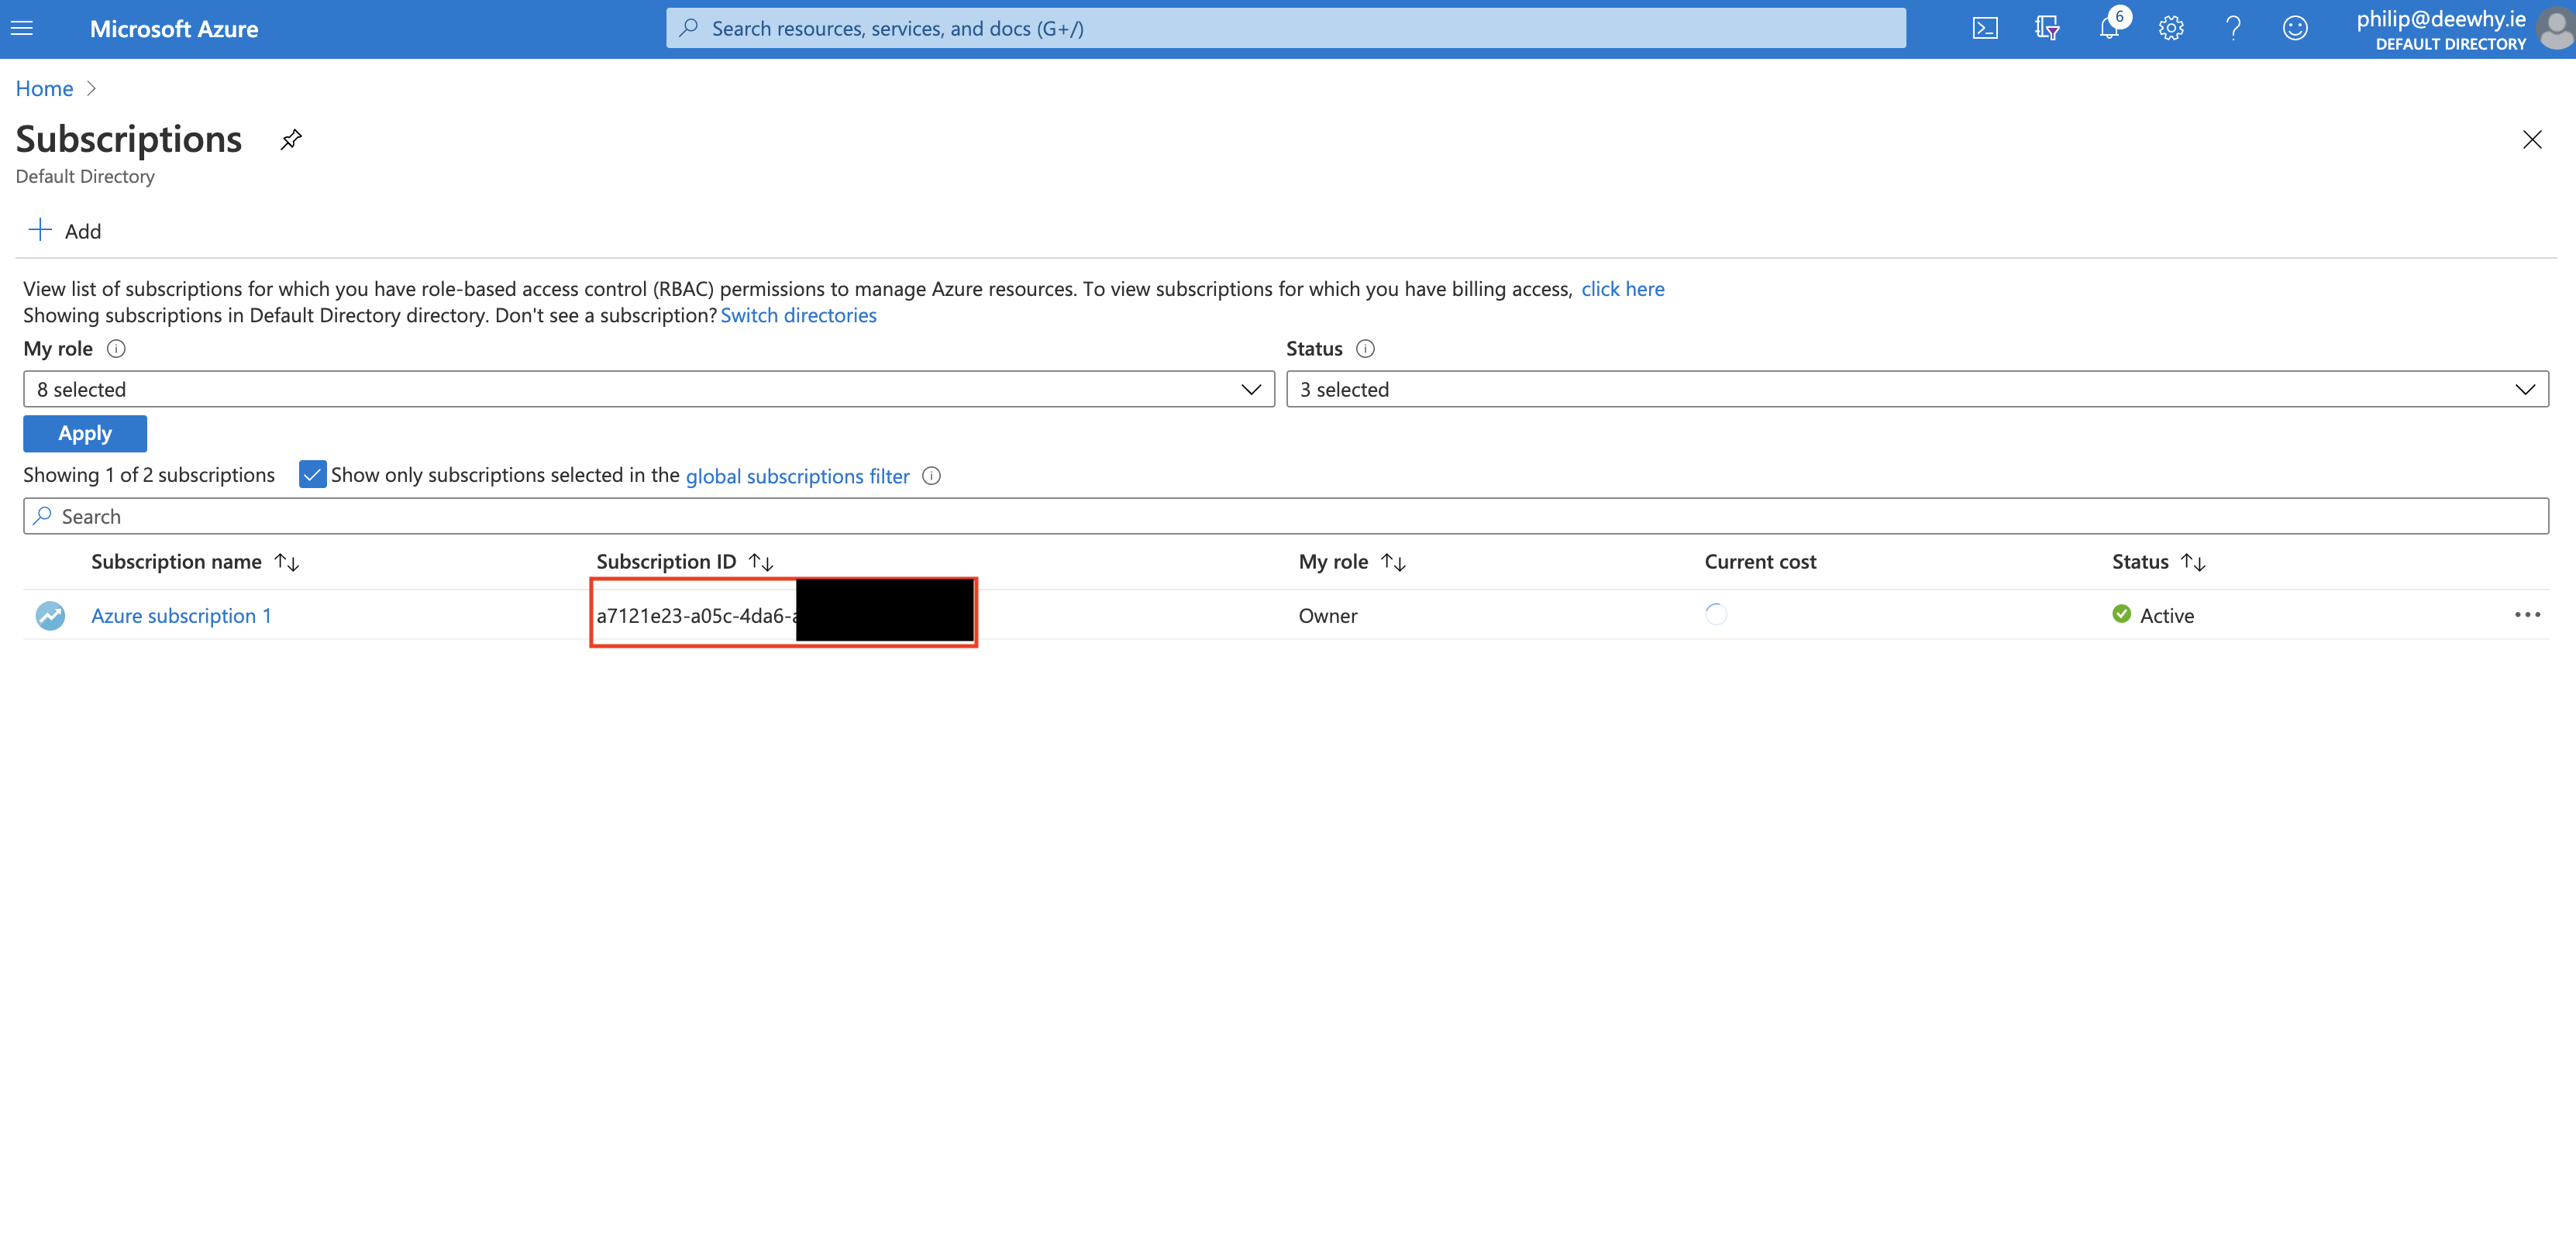 Microsoft Azure
Search resources, services, and docs (G+/)
6
philip@deewhy.ie
DEFAULT DIRECTORY
Home
Subscriptions
Default Directory
Add
View list of subscriptions for which you have role-based access control (RBAC) permissions to manage Azure resources. To view subscriptions for which you have billing access, click here
Showing subscriptions in Default Directory directory. Don't see a subscription? Switch directories
My role Status
8 selected 3 selected
Apply
Showing 1 of 2 subscriptions Show only subscriptions selected in the global subscriptions filter
Search
Subscription name Subscription ID My role Current cost Status
Azure subscription 1 a7121e23-a05c-4da6- Owner Active